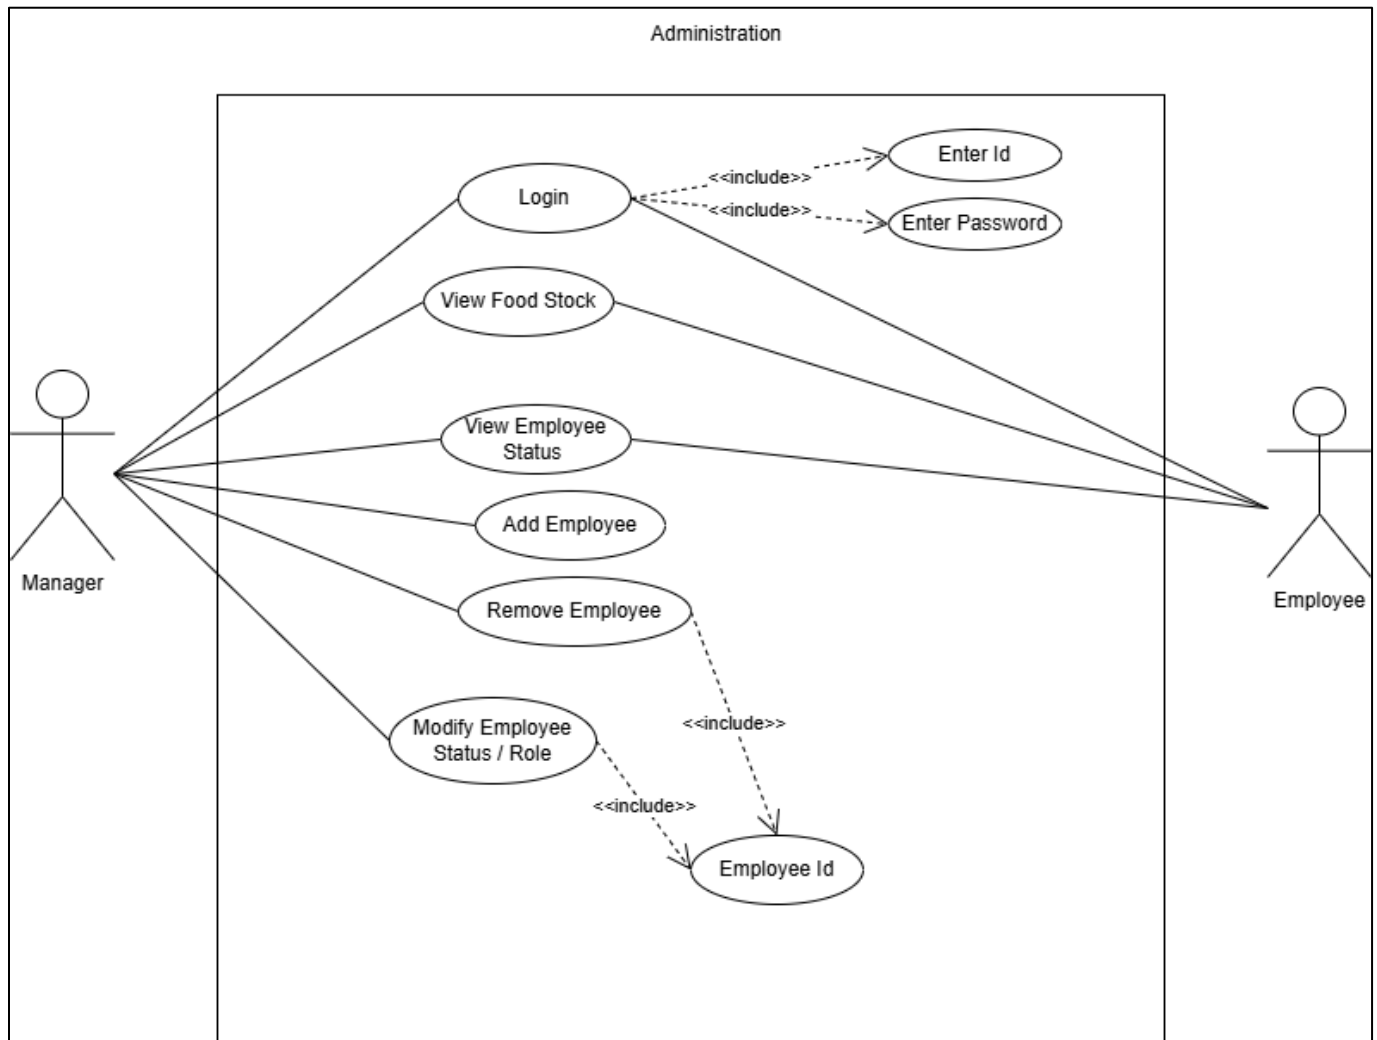 Administration
Enter Id
<<include>>
Login
<<include>>
Enter Password
View Food Stock
View Employee
Status
Add Employee
Manager
Remove Employee
Employee
<<include>>
Modify Employee
Status / Role
<<include>>
Employee Id